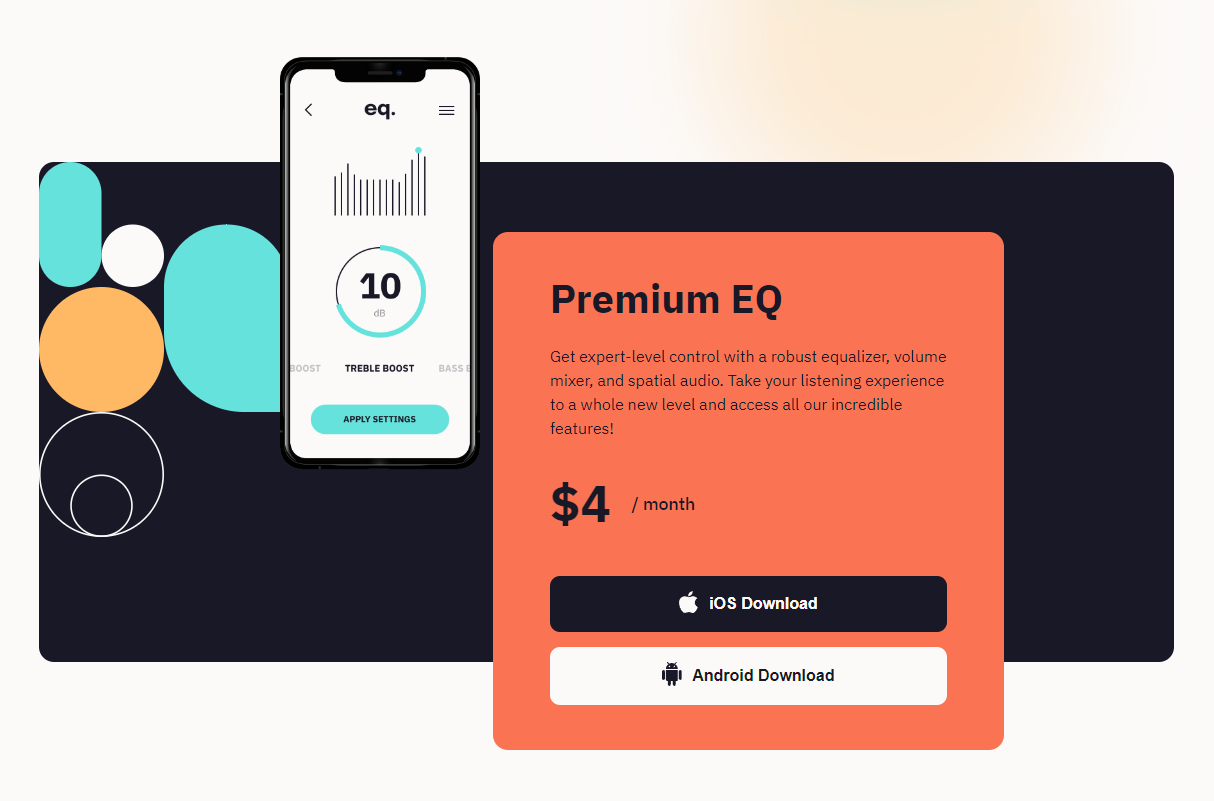 eq.
10
dB
BOOST
TREBLE BOOST
BASS
APPLY SETTINGS
Premium EQ
Get expert-level control with a robust equalizer, volume
mixer, and spatial audio. Take your listening experience
to a whole new level and access all our incredible
features!
$4 / month
iOS Download
Android Download